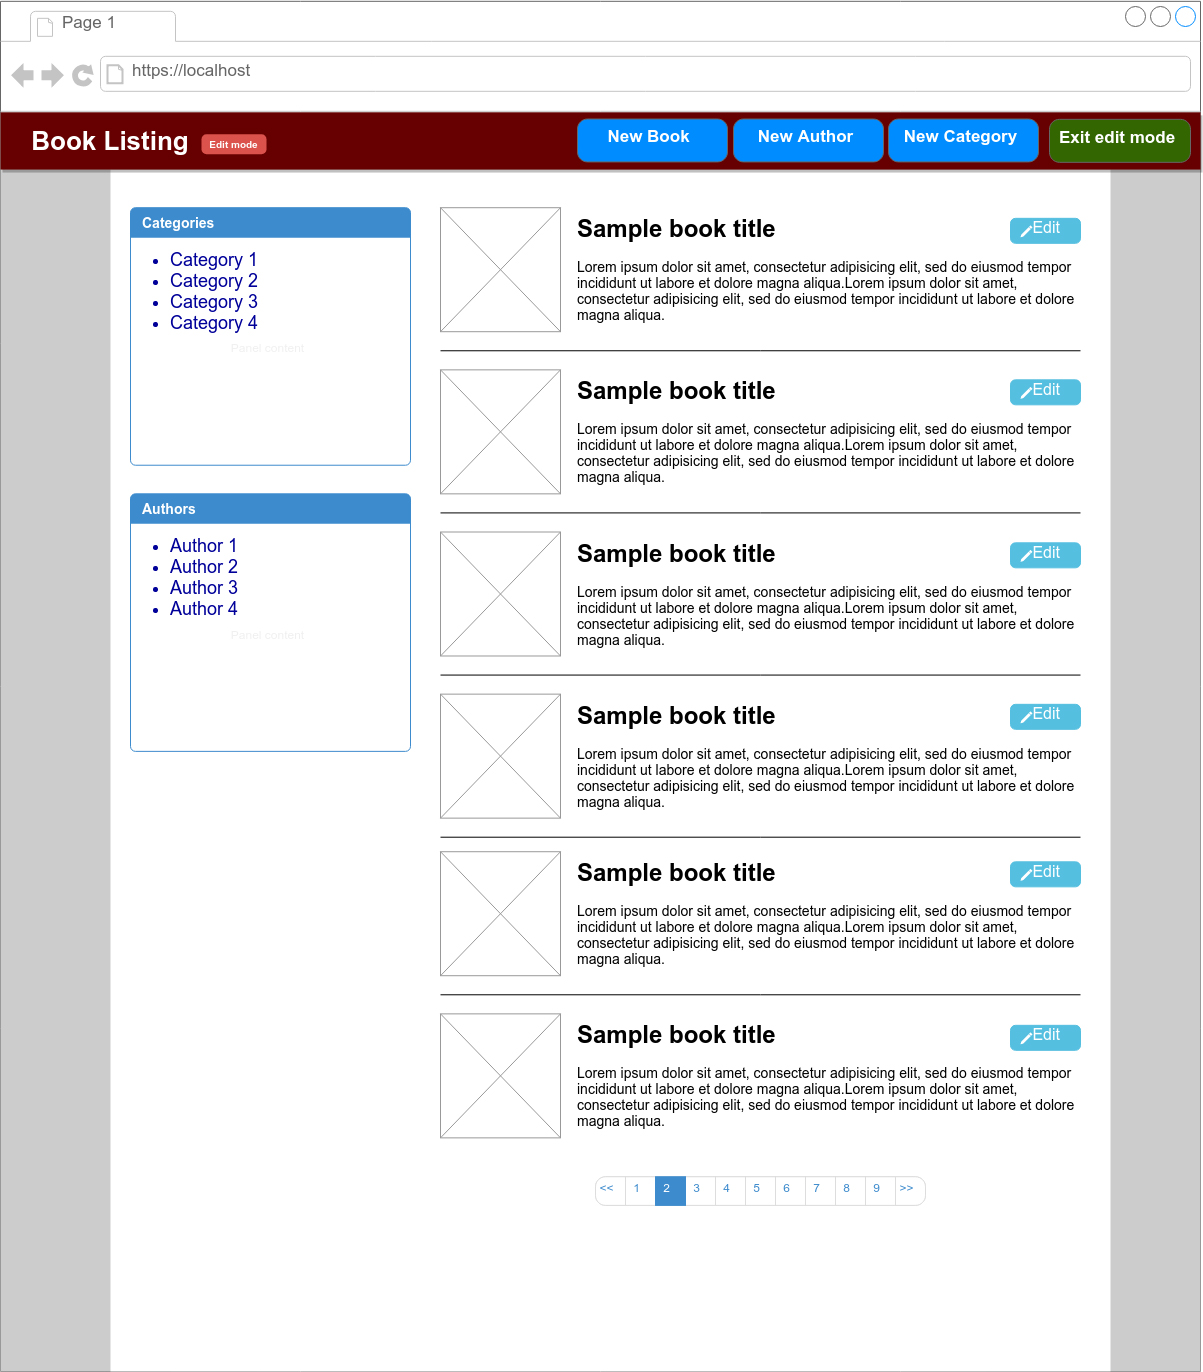 Page 1
https://localhost
Book Listing
Edit mode
New Book
New Author
New Category
Exit edit mode
Categories
Category 1
Category 2
Category 3
Category 4
Panel content
Authors
Author 1
Author 2
Author 3
Author 4
Panel content
Sample book title
Edit
Lorem ipsum dolor sit amet, consectetur adipisicing elit, sed do eiusmod tempor
incididunt ut labore et dolore magna aliqua.Lorem ipsum dolor sit amet,
consectetur adipisicing elit, sed do eiusmod tempor incididunt ut labore et dolore
magna aliqua.
Sample book title
Edit
Lorem ipsum dolor sit amet, consectetur adipisicing elit, sed do eiusmod tempor
incididunt ut labore et dolore magna aliqua.Lorem ipsum dolor sit amet,
consectetur adipisicing elit, sed do eiusmod tempor incididunt ut labore et dolore
magna aliqua.
Sample book title
Edit
Lorem ipsum dolor sit amet, consectetur adipisicing elit, sed do eiusmod tempor
incididunt ut labore et dolore magna aliqua.Lorem ipsum dolor sit amet,
consectetur adipisicing elit, sed do eiusmod tempor incididunt ut labore et dolore
magna aliqua.
Sample book title
Edit
Lorem ipsum dolor sit amet, consectetur adipisicing elit, sed do eiusmod tempor
incididunt ut labore et dolore magna aliqua.Lorem ipsum dolor sit amet,
consectetur adipisicing elit, sed do eiusmod tempor incididunt ut labore et dolore
magna aliqua.
Sample book title
Edit
Lorem ipsum dolor sit amet, consectetur adipisicing elit, sed do eiusmod tempor
incididunt ut labore et dolore magna aliqua.Lorem ipsum dolor sit amet,
consectetur adipisicing elit, sed do eiusmod tempor incididunt ut labore et dolore
magna aliqua.
Sample book title
Edit
Lorem ipsum dolor sit amet, consectetur adipisicing elit, sed do eiusmod tempor
incididunt ut labore et dolore magna aliqua.Lorem ipsum dolor sit amet,
consectetur adipisicing elit, sed do eiusmod tempor incididunt ut labore et dolore
magna aliqua.
<< 1 2 3 4 5 6 7 8 9 >>